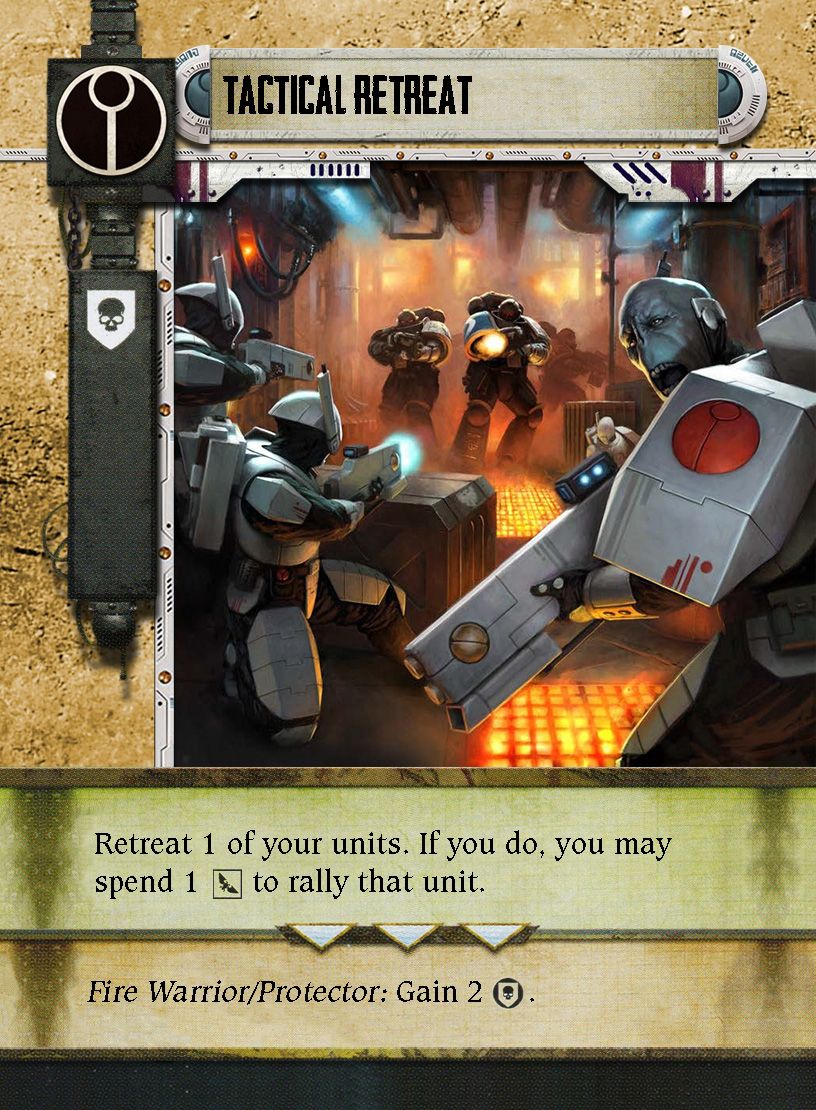 TACTICAL RETREAT
Retreat 1 of your units. If you do, you may
spend 1 to rally that unit.
Fire Warrior/Protector: Gain 2 .